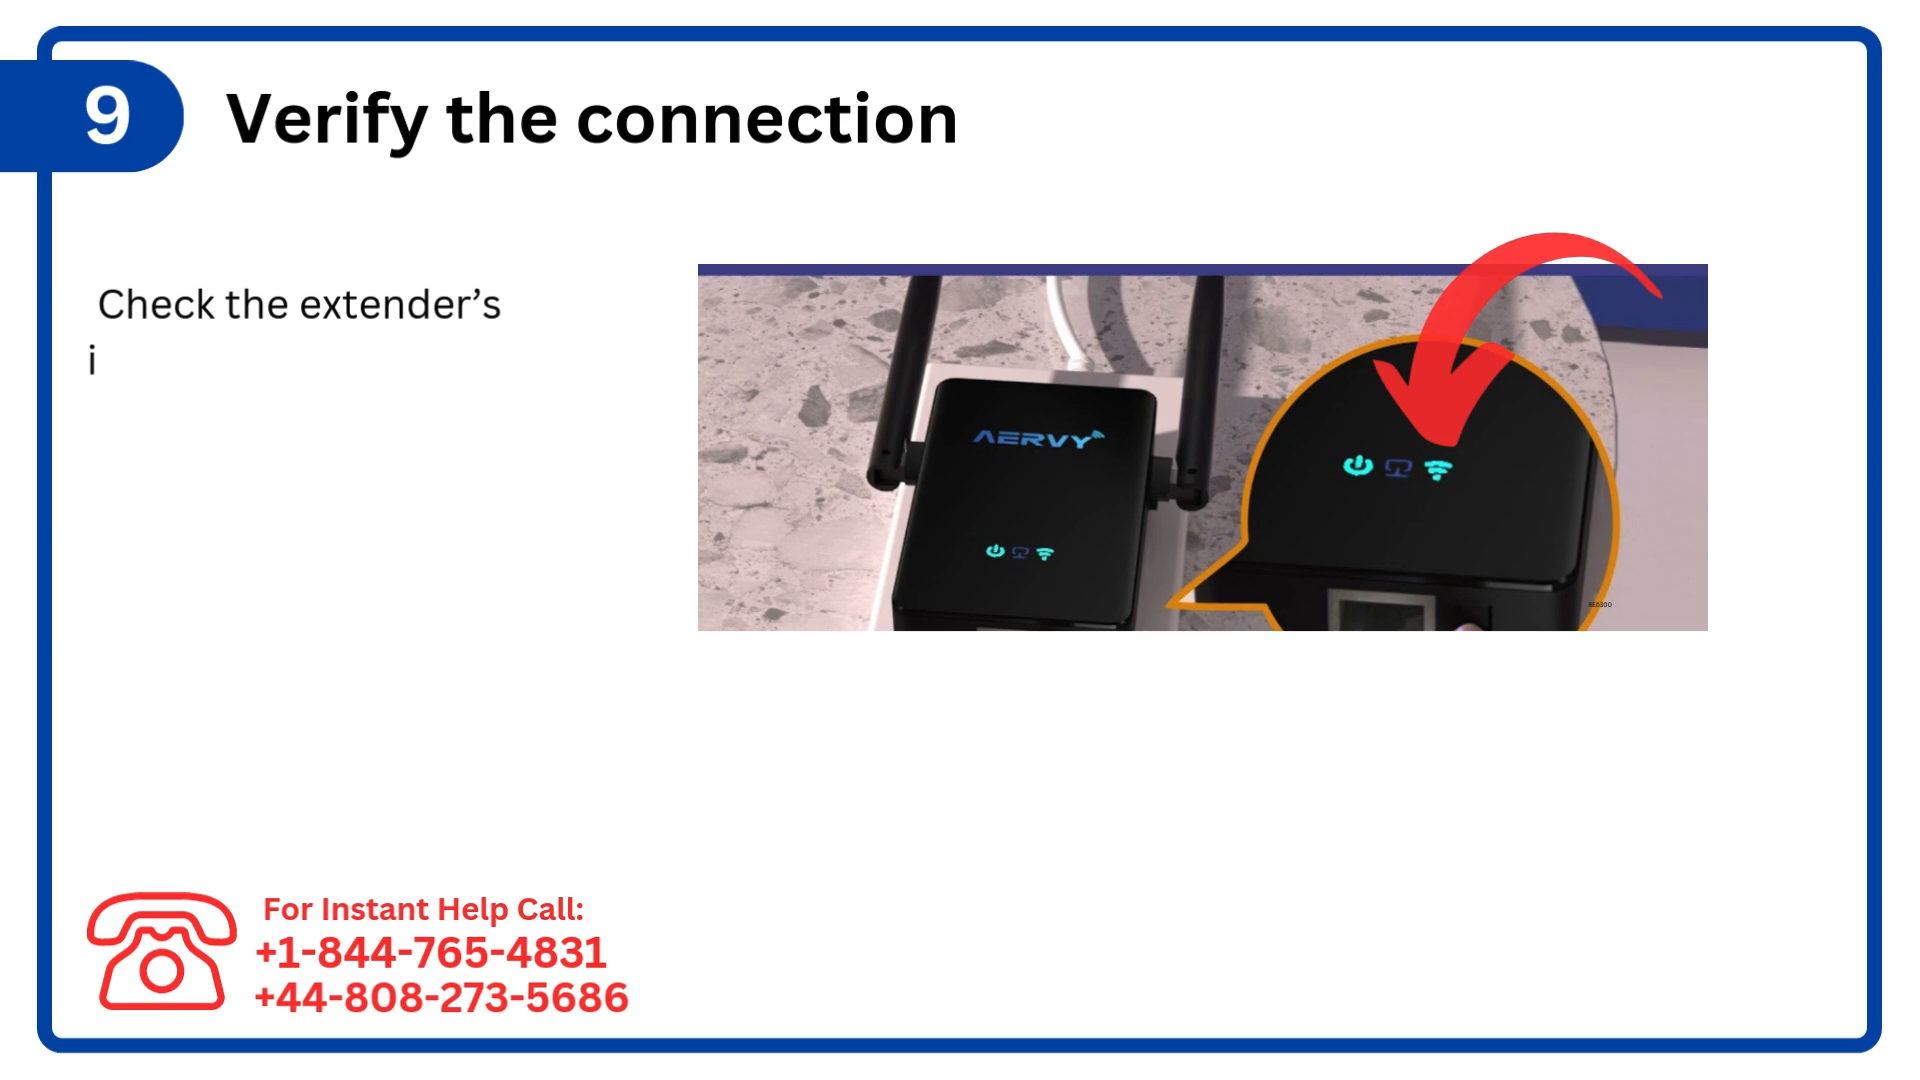 9
Verify the connection
Check the extender’s
i
AERVY
RE6300
For Instant Help Call:
+1-844-765-4831
+44-808-273-5686